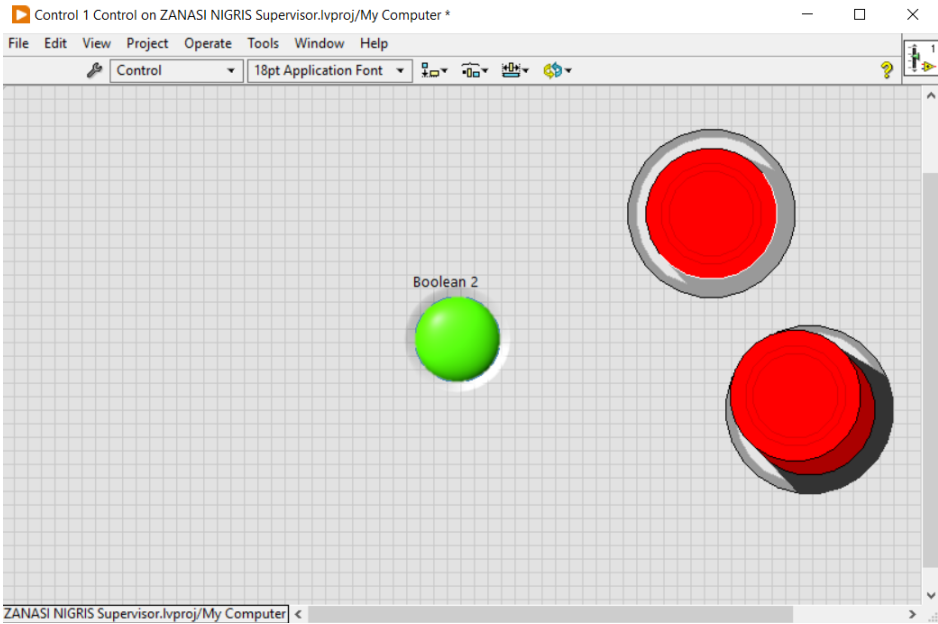 Control 1 Control on ZANASI NIGRIS Supervisor.lvproj/My Computer *
File Edit View Project Operate Tools Window Help
Control 18pt Application Font ?
1
Boolean 2
ZANASI NIGRIS Supervisor.lvproj/My Computer